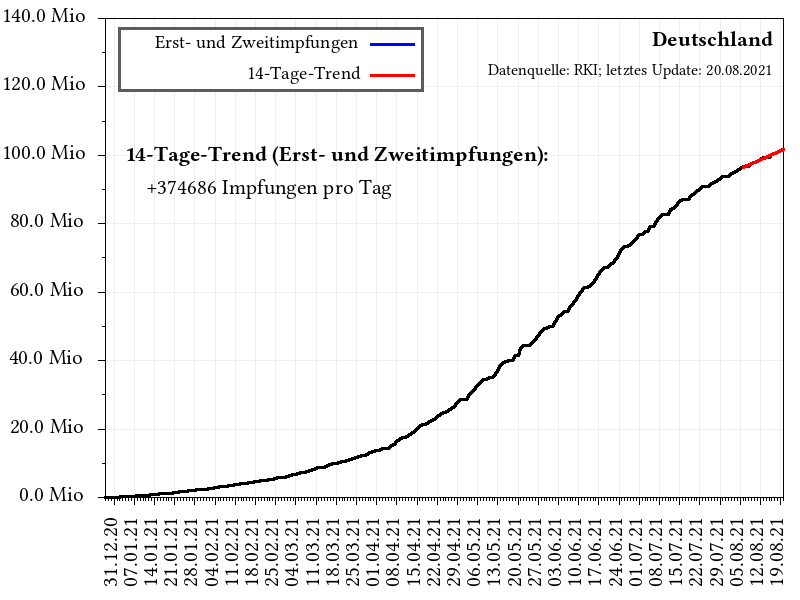 140.0 Mio
120.0 Mio
100.0 Mio
80.0 Mio
60.0 Mio
40.0 Mio
20.0 Mio
0.0 Mio
Erst- und Zweitimpfungen
14-Tage-Trend
Deutschland
Datenquelle: RKI; letztes Update: 20.08.2021
14-Tage-Trend (Erst- und Zweitimpfungen):
+374686 Impfungen pro Tag
31.12.20
07.01.21
14.01.21
21.01.21
28.01.21
04.02.21
11.02.21
18.02.21
25.02.21
04.03.21
11.03.21
18.03.21
25.03.21
01.04.21
08.04.21
15.04.21
22.04.21
29.04.21
06.05.21
13.05.21
20.05.21
27.05.21
03.06.21
10.06.21
17.06.21
24.06.21
01.07.21
08.07.21
15.07.21
22.07.21
29.07.21
05.08.21
12.08.21
19.08.21